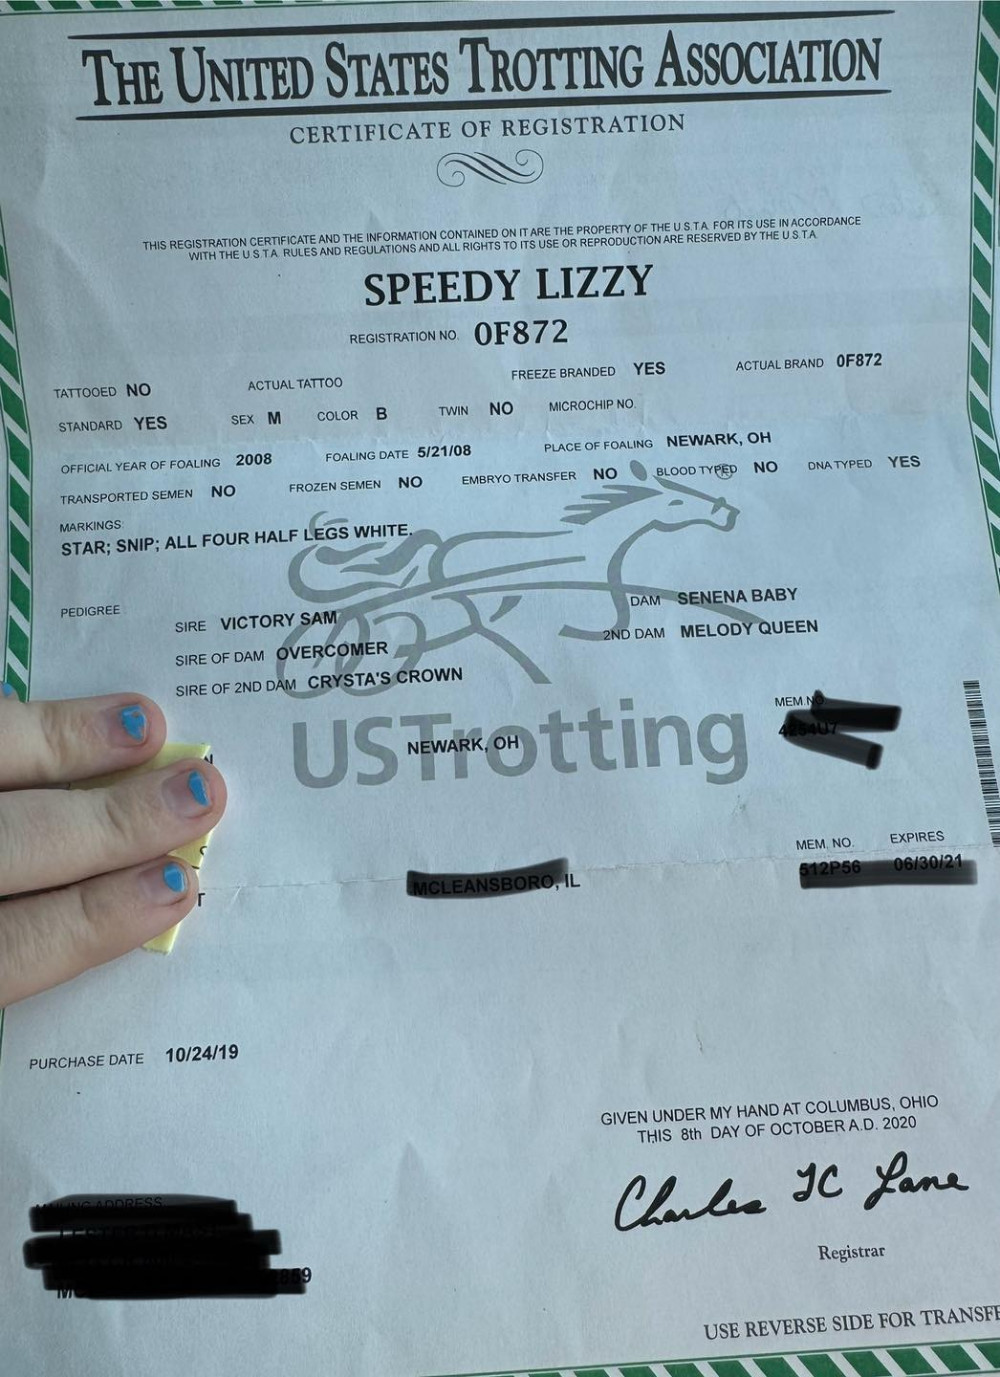 THE UNITED STATES TROTTING ASSOCIATION
CERTIFICATE OF REGISTRATION
THIS REGISTRATION CERTIFICATE AND THE INFORMATION CONTAINED ON IT ARE THE PROPERTY OF THE U.S.T.A. FOR ITS USE IN ACCORDANCE
WITH THE U.S.T.A. RULES AND REGULATIONS AND ALL RIGHTS TO ITS USE OR REPRODUCTION ARE RESERVED BY THE U.S.T.A.
SPEEDY LIZZY
REGISTRATION NO. 0F872
TATTOOED NO ACTUAL TATTOO FREEZE BRANDED YES ACTUAL BRAND 0F872
STANDARD YES SEX M COLOR B TWIN NO MICROCHIP NO.
OFFICIAL YEAR OF FOALING 2008 FOALING DATE 5/21/08 PLACE OF FOALING NEWARK, OH
TRANSPORTED SEMEN NO FROZEN SEMEN NO EMBRYO TRANSFER NO BLOOD TYPED NO DNA TYPED YES
MARKINGS:
STAR; SNIP; ALL FOUR HALF LEGS WHITE.
PEDIGREE
SIRE VICTORY SAM DAM SENENA BABY
SIRE OF DAM OVERCOMER 2ND DAM MELODY QUEEN
SIRE OF 2ND DAM CRYSTA'S CROWN
MEM.NO
USTrotting
NEWARK, OH
MEM. NO. EXPIRES
512P56 06/30/21
MCLEANSBORO, IL
PURCHASE DATE 10/24/19
GIVEN UNDER MY HAND AT COLUMBUS, OHIO
THIS 8th DAY OF OCTOBER A.D. 2020
Charles
Lane
Registrar
MAILING ADDRESS
USE REVERSE SIDE FOR